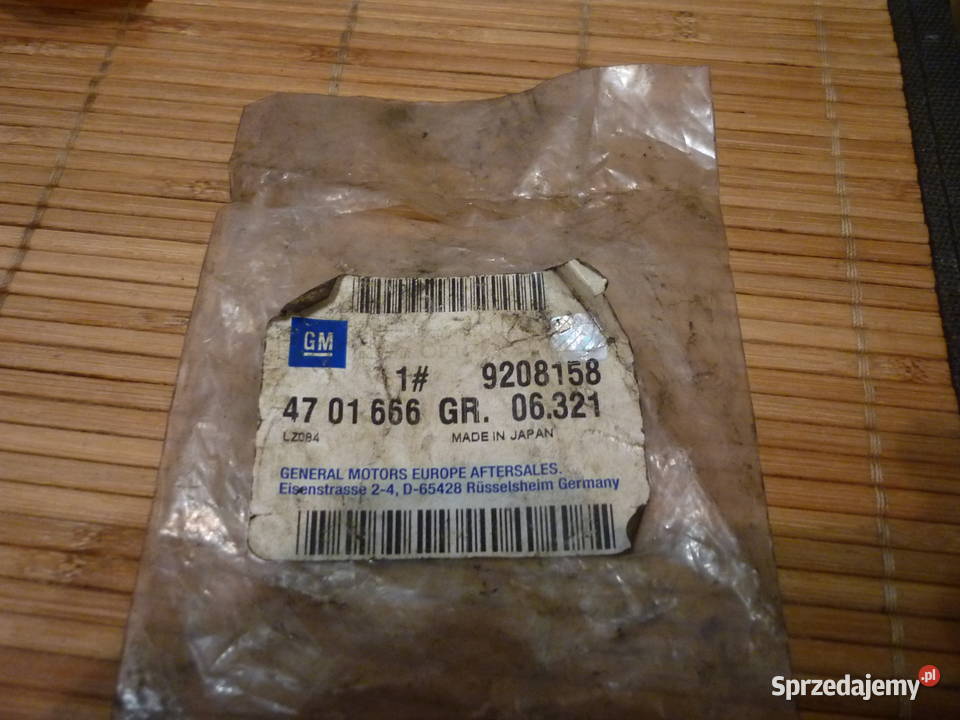 GM
1# 9208158
47 01 666 GR. 06.321
LZ084 MADE IN JAPAN
GENERAL MOTORS EUROPE AFTERSALES.
Eisenstrasse 2-4, D-65428 Rüsselsheim Germany
Sprzedajemy.pl